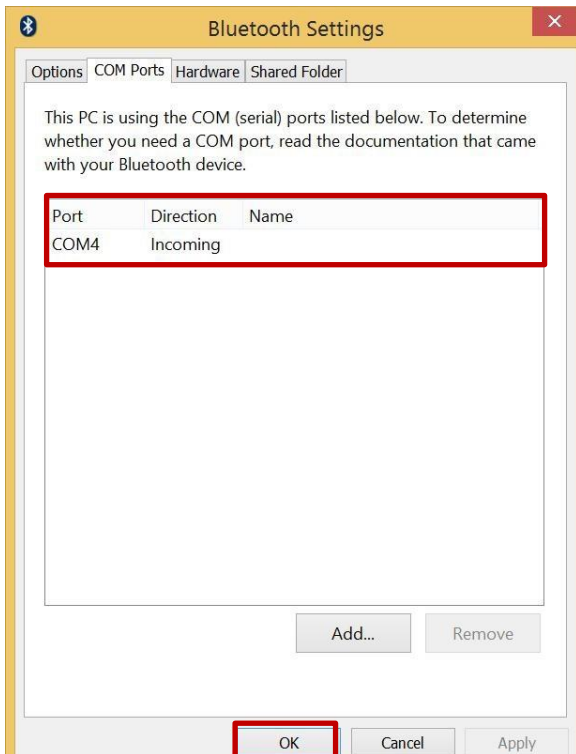 Bluetooth Settings
Options COM Ports Hardware Shared Folder
This PC is using the COM (serial) ports listed below. To determine
whether you need a COM port, read the documentation that came
with your Bluetooth device.
Port Direction Name
COM4 Incoming
Add... Remove
OK Cancel Apply